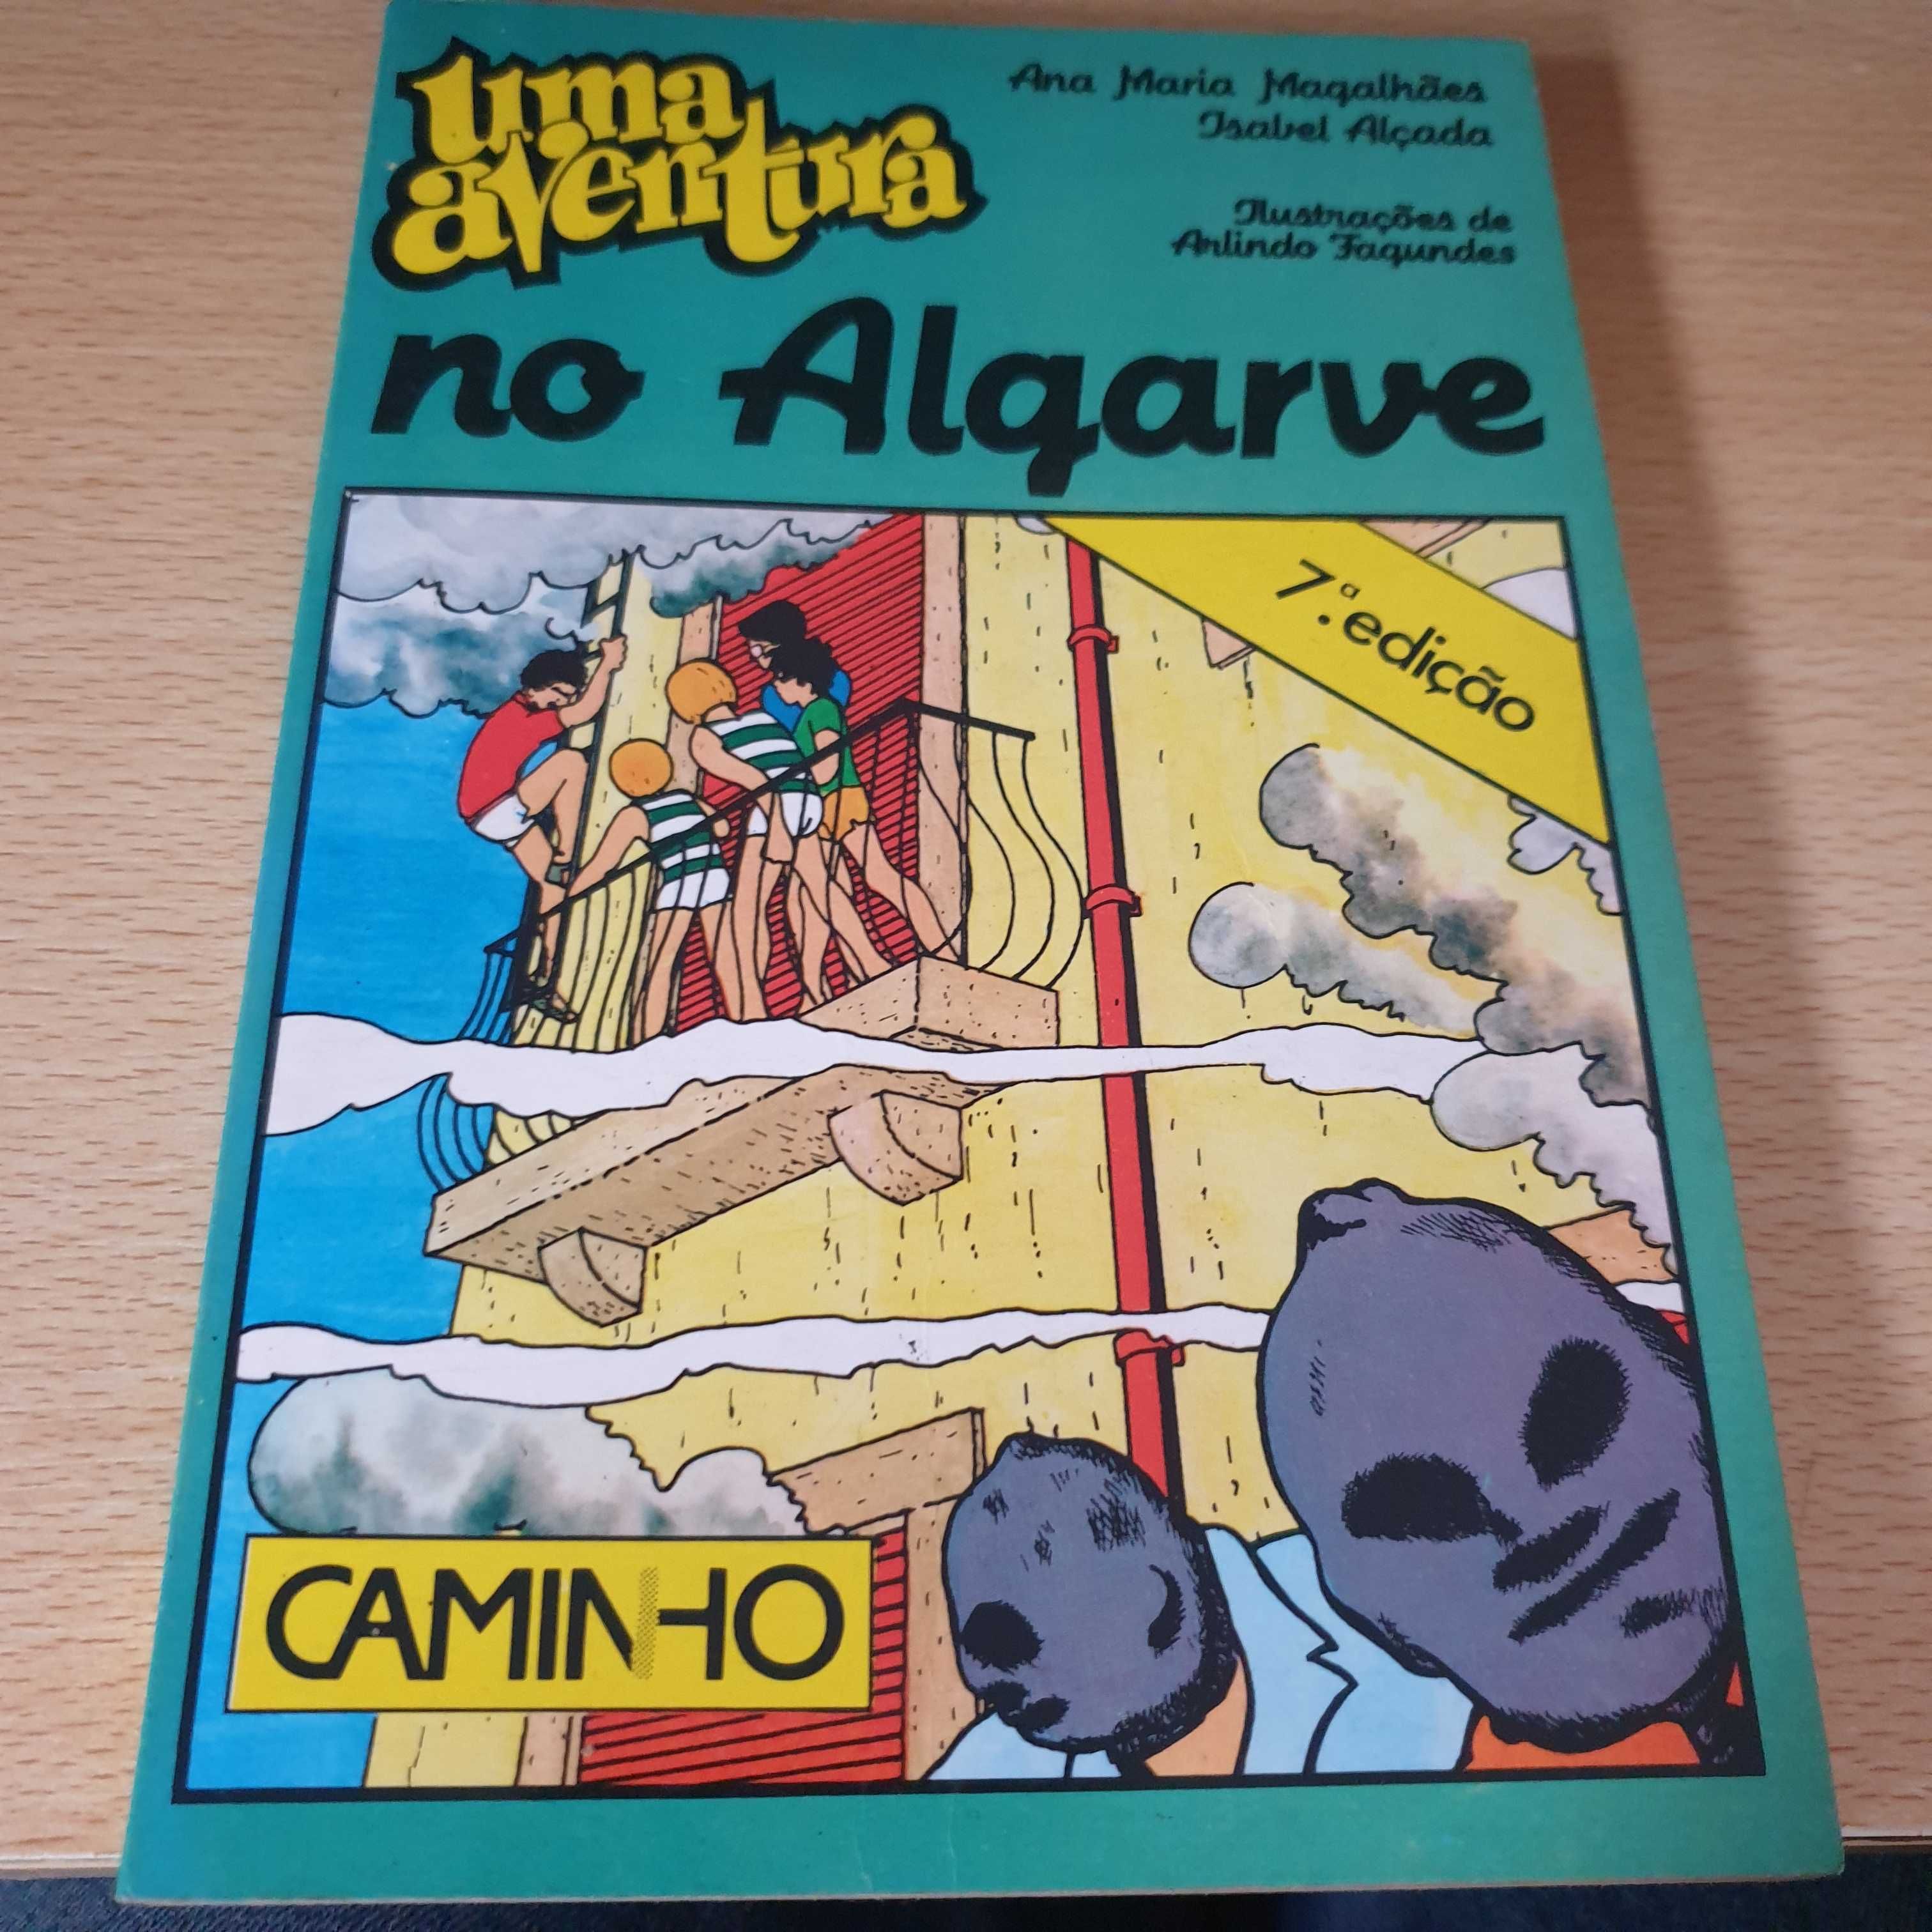 uma
aventura
Ana Maria Magalhães
Isabel Alçada
Ilustrações de
Arlindo Fagundes
no Algarve
7.ª edição
CAMINHO